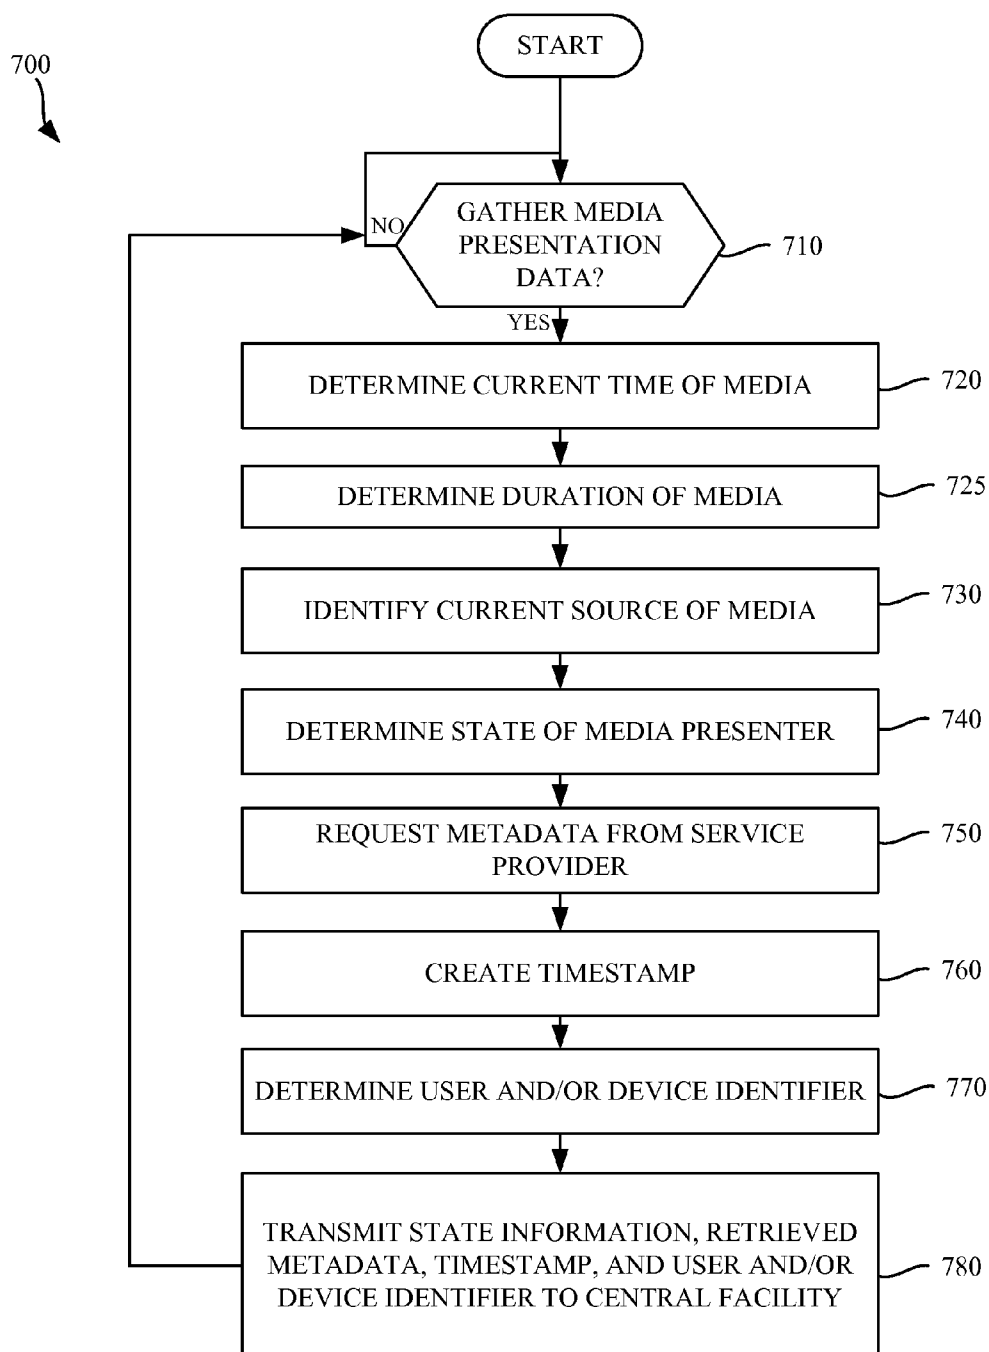 START
700
GATHER MEDIA
PRESENTATION
DATA?
NO
710
YES
DETERMINE CURRENT TIME OF MEDIA
720
DETERMINE DURATION OF MEDIA
725
IDENTIFY CURRENT SOURCE OF MEDIA
730
DETERMINE STATE OF MEDIA PRESENTER
740
REQUEST METADATA FROM SERVICE
PROVIDER
750
CREATE TIMESTAMP
760
DETERMINE USER AND/OR DEVICE IDENTIFIER
770
TRANSMIT STATE INFORMATION, RETRIEVED
METADATA, TIMESTAMP, AND USER AND/OR
DEVICE IDENTIFIER TO CENTRAL FACILITY
780